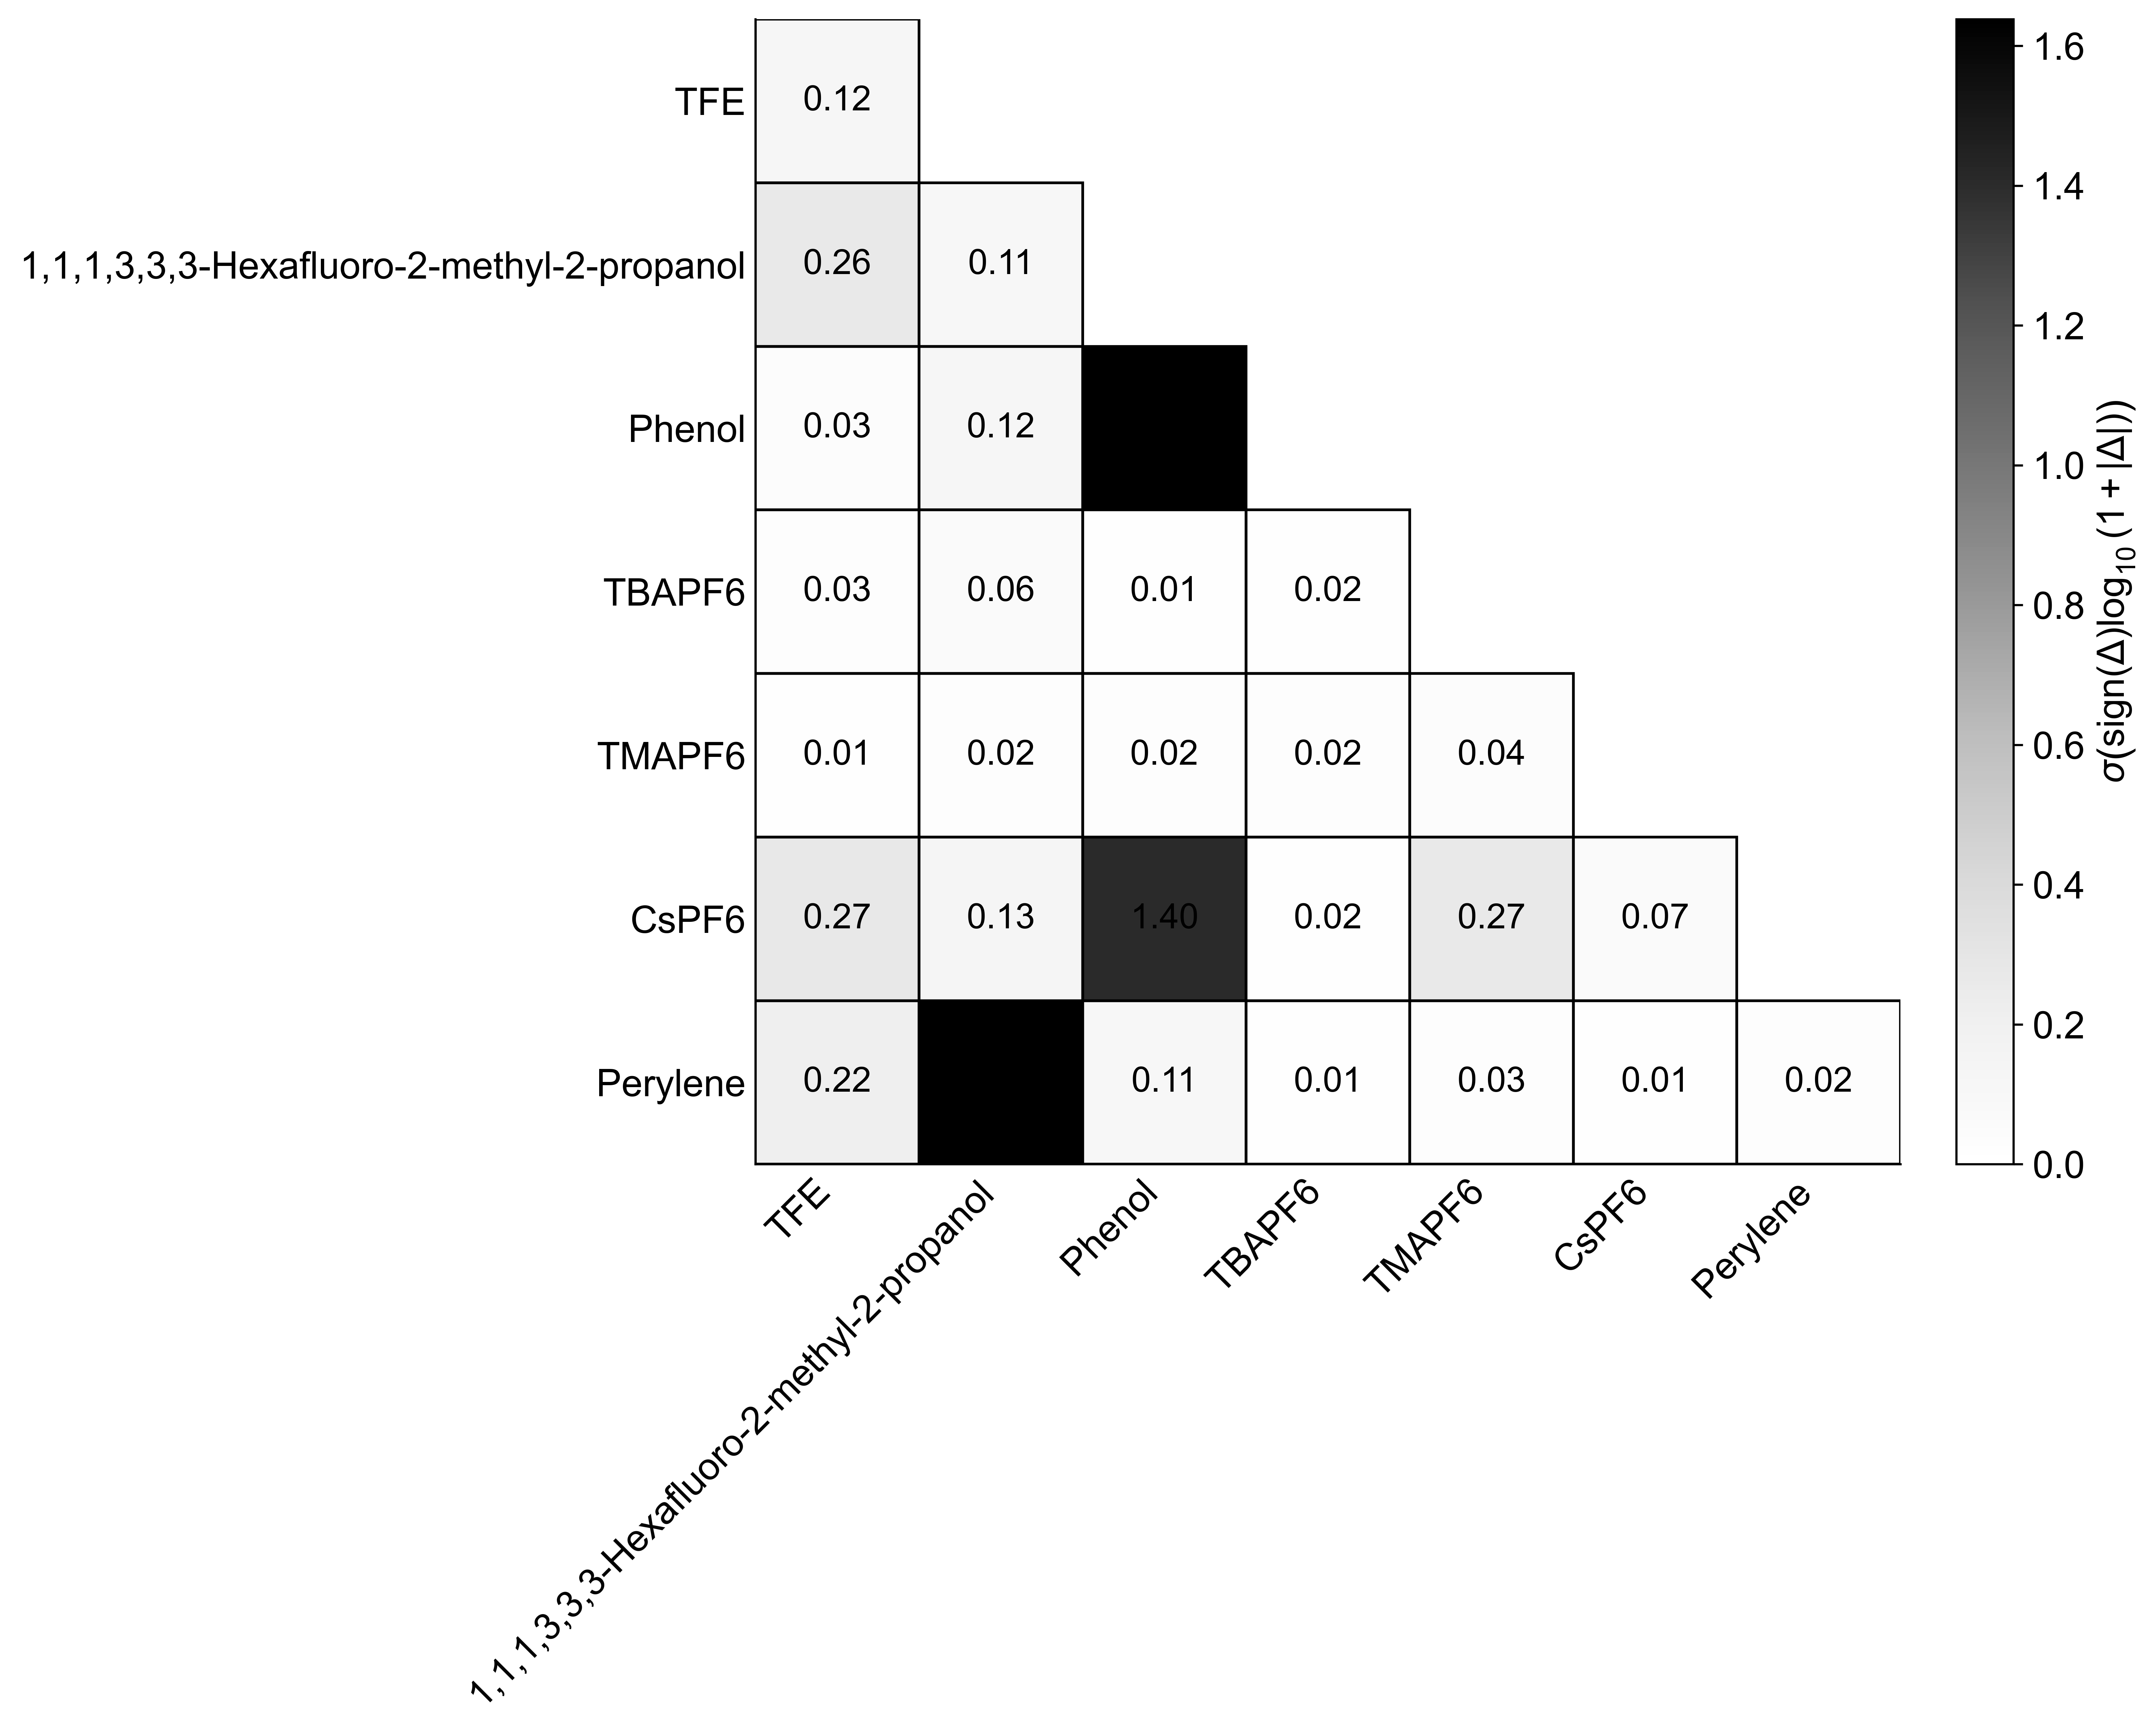 TFE 0.12
1,1,1,3,3,3-Hexafluoro-2-methyl-2-propanol 0.26 0.11
Phenol 0.03 0.12
TBAPF6 0.03 0.06 0.01 0.02
TMAPF6 0.01 0.02 0.02 0.02 0.04
CsPF6 0.27 0.13 1.40 0.02 0.27 0.07
Perylene 0.22 0.11 0.01 0.03 0.01 0.02
TFE
1,1,1,3,3,3-Hexafluoro-2-methyl-2-propanol
Phenol
TBAPF6
TMAPF6
CsPF6
Perylene
1.6
1.4
1.2
1.0
0.8
0.6
0.4
0.2
0.0
σ(sign(Δ)log₁₀ (1 + |Δ|))